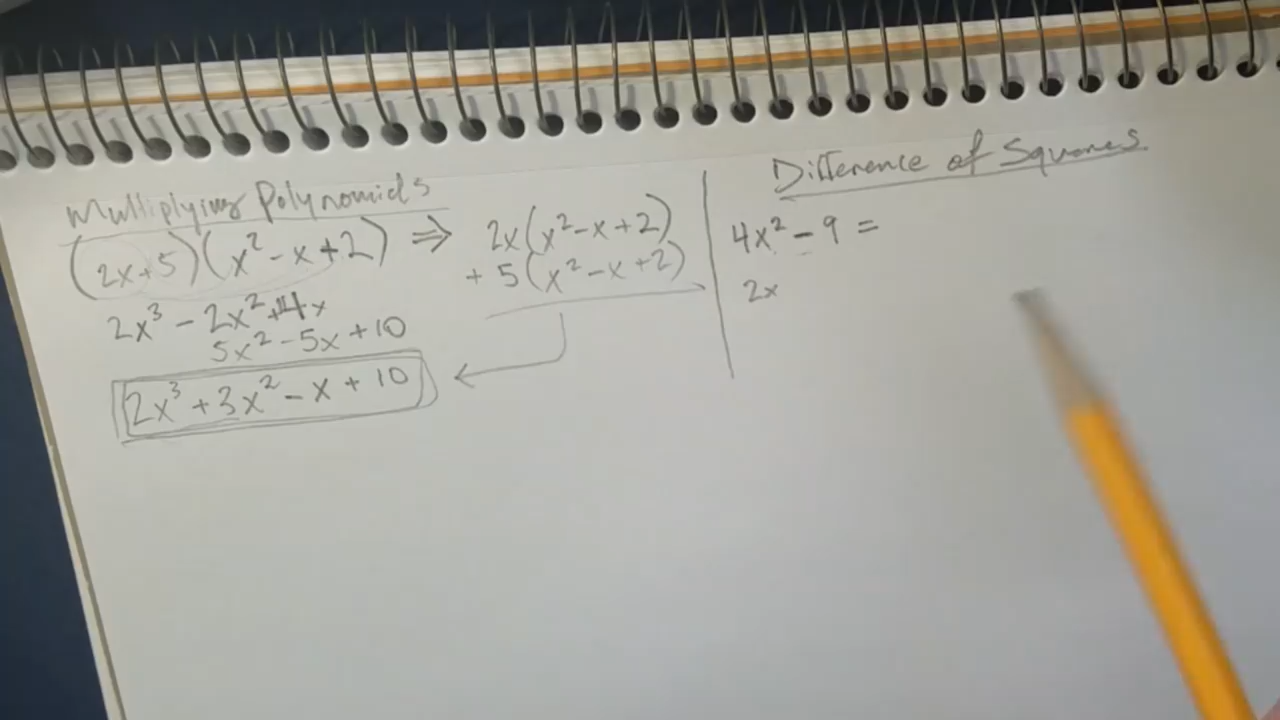 Multiplying Polynomials
(2x+5)(x² - x + 2) ⇒ 2x(x² - x + 2)
+ 5(x² - x + 2)
2x³ - 2x² + 4x
5x² - 5x + 10
2x³ + 3x² - x + 10
Difference of Squares
4x² - 9 =
2x